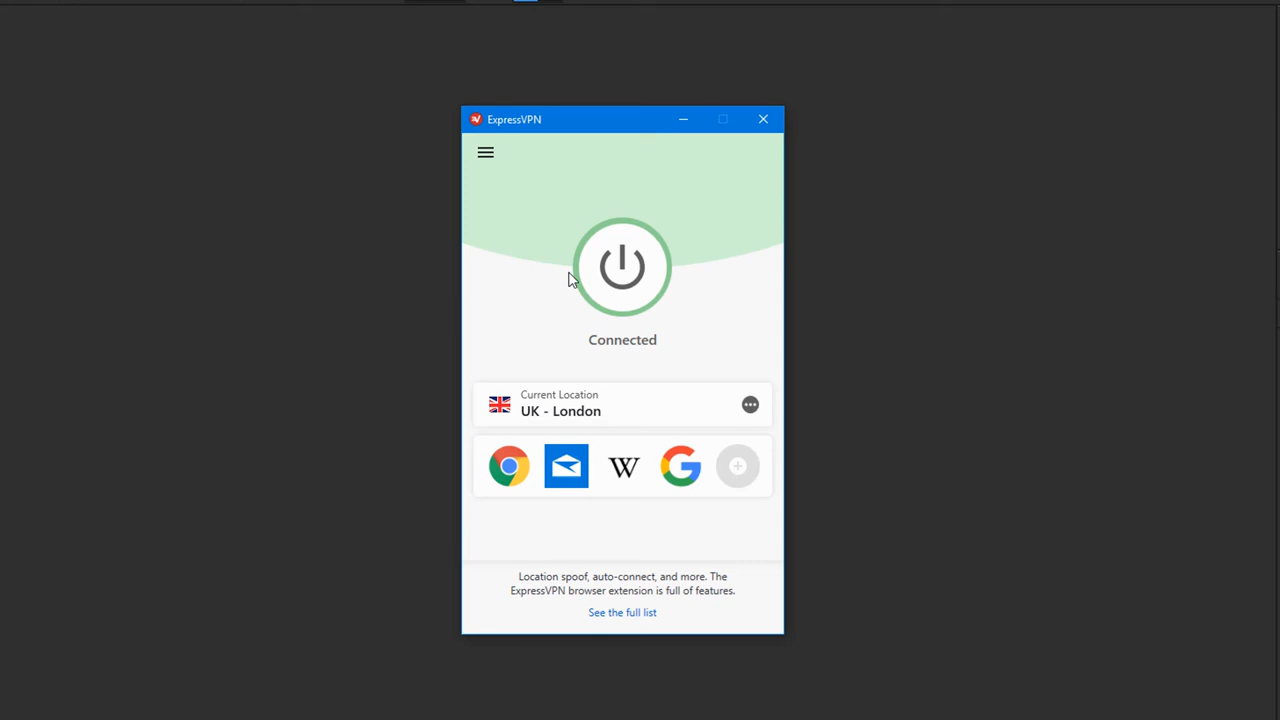 ExpressVPN
Connected
Current Location
UK - London
W
Location spoof, auto-connect, and more. The
ExpressVPN browser extension is full of features.
See the full list